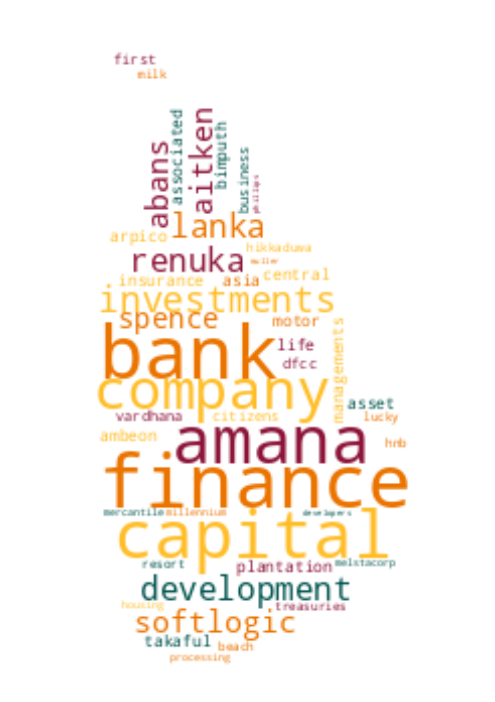 first
milk
abans
associated
aitken
bimputh
business
phillips
lanka
arpico
hikkaduwa
renuka
muller
insurance
asia
central
investments
spence
motor
bank
life
dfcc
managements
company
asset
vardhana
citizens
lucky
amana
ambeon
hnb
finance
mercantile
millennium
developers
capital
resort
plantation
melstacorp
development
housing
treasuries
softlogic
takaful
beach
processing